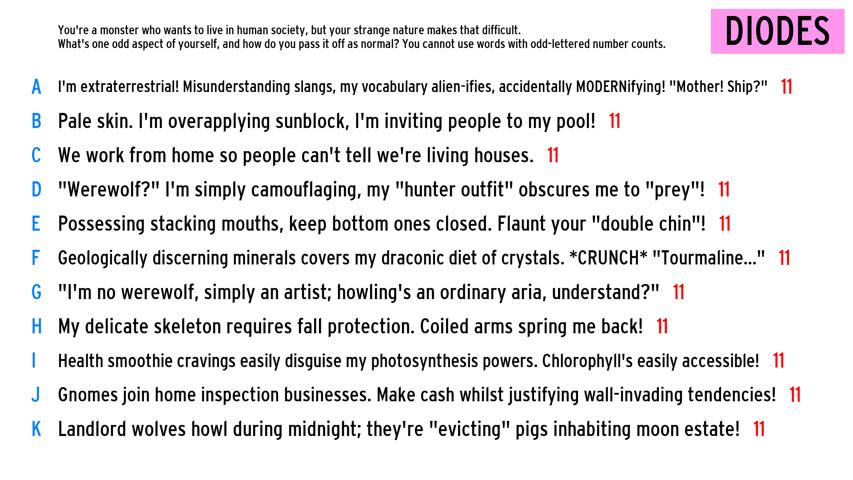 You're a monster who wants to live in human society, but your strange nature makes that difficult.
What's one odd aspect of yourself, and how do you pass it off as normal? You cannot use words with odd-lettered number counts.
DIODES
A I'm extraterrestrial! Misunderstanding slangs, my vocabulary alien-ifies, accidentally MODERNifying! "Mother! Ship?" 11
B Pale skin. I'm overapplying sunblock, I'm inviting people to my pool! 11
C We work from home so people can't tell we're living houses. 11
D "Werewolf?" I'm simply camouflaging, my "hunter outfit" obscures me to "prey"! 11
E Possessing stacking mouths, keep bottom ones closed. Flaunt your "double chin"! 11
F Geologically discerning minerals covers my draconic diet of crystals. *CRUNCH* "Tourmaline..." 11
G "I'm no werewolf, simply an artist; howling's an ordinary aria, understand?" 11
H My delicate skeleton requires fall protection. Coiled arms spring me back! 11
I Health smoothie cravings easily disguise my photosynthesis powers. Chlorophyll's easily accessible! 11
J Gnomes join home inspection businesses. Make cash whilst justifying wall-invading tendencies! 11
K Landlord wolves howl during midnight; they're "evicting" pigs inhabiting moon estate! 11